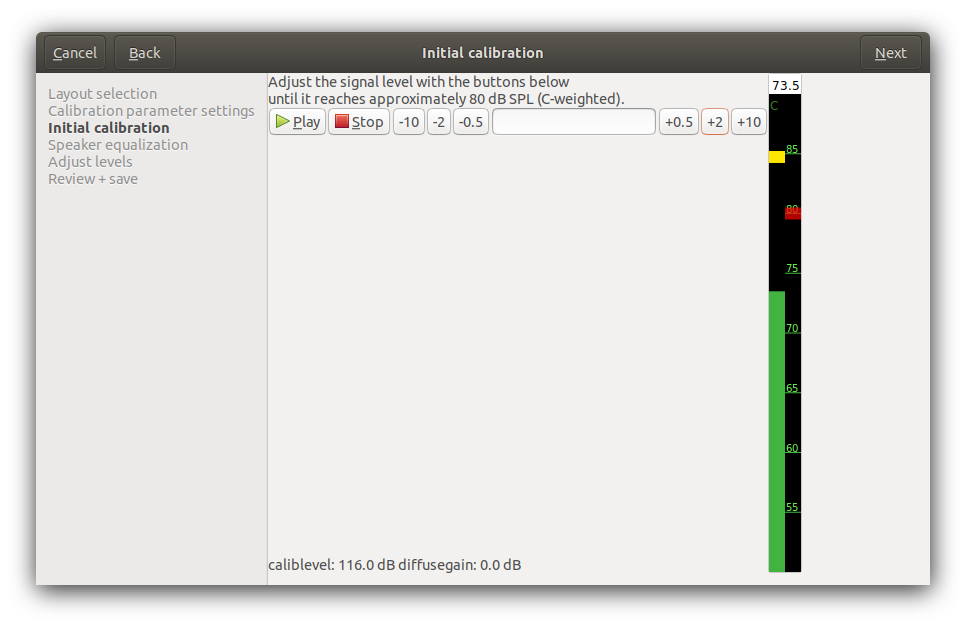 Cancel Back Initial calibration Next
Layout selection
Calibration parameter settings
Initial calibration
Speaker equalization
Adjust levels
Review + save
Adjust the signal level with the buttons below
until it reaches approximately 80 dB SPL (C-weighted).
Play Stop -10 -2 -0.5 +0.5 +2 +10
73.5
C
85
80
75
70
65
60
55
caliblevel: 116.0 dB diffusegain: 0.0 dB